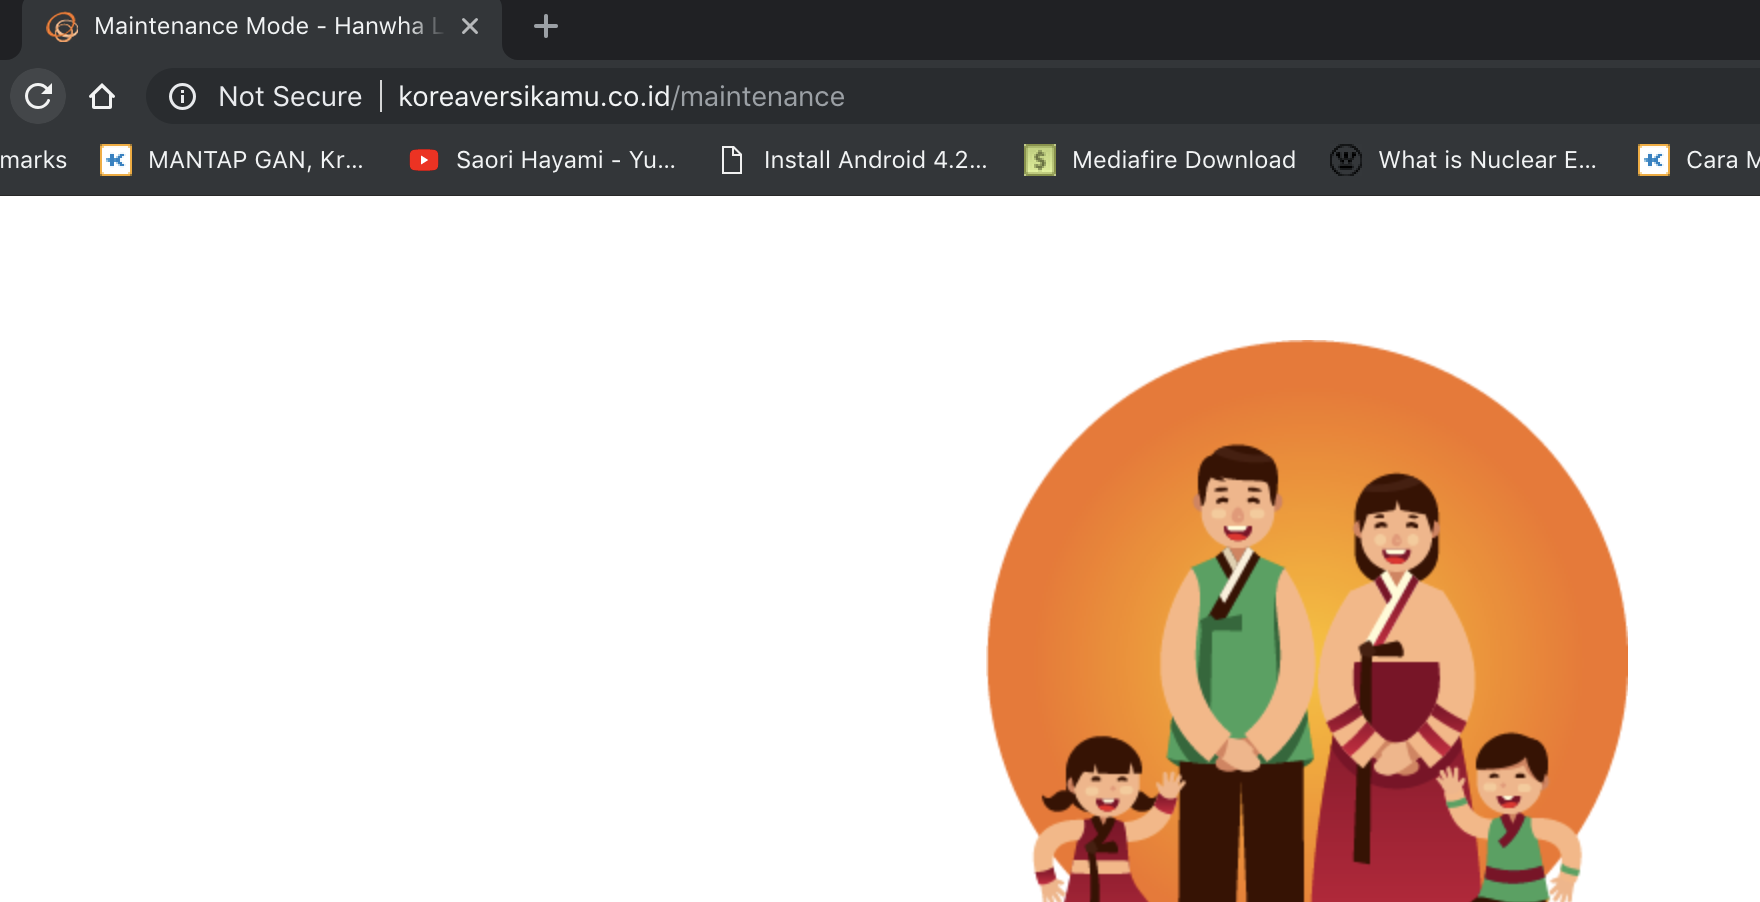 Maintenance Mode - Hanwha
Not Secure koreaversikamu.co.id/maintenance
marks MANTAP GAN, Kr... Saori Hayami - Yu... Install Android 4.2... Mediafire Download What is Nuclear E... Cara M